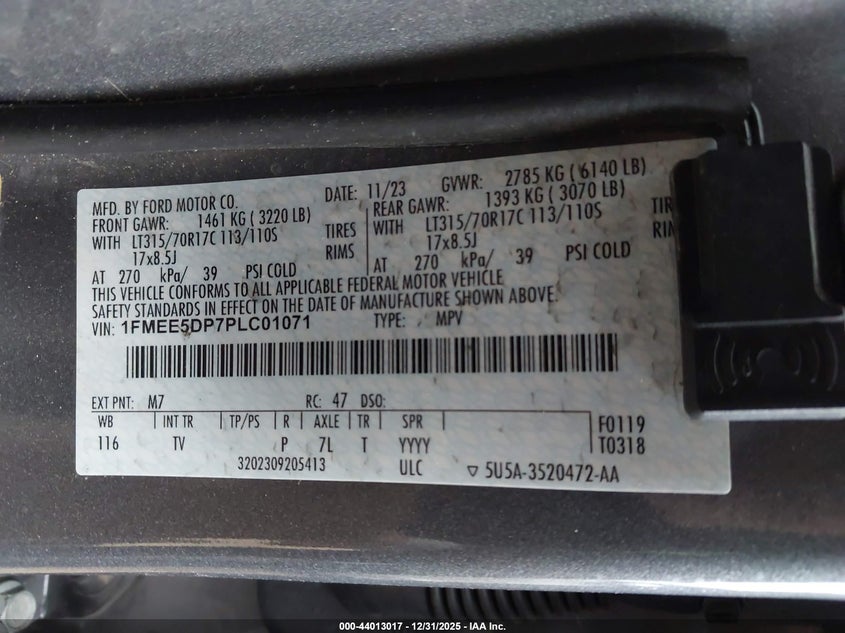 MFD. BY FORD MOTOR CO. DATE: 11/23 GVWR: 2785 KG ( 6140 LB)
FRONT GAWR: 1461 KG ( 3220 LB) REAR GAWR: 1393 KG ( 3070 LB)
WITH LT315/70R17C 113/110S TIRES WITH LT315/70R17C 113/110S
17x8.5J RIMS 17x8.5J
AT 270 kPa/ 39 PSI COLD AT 270 kPa/ 39 PSI COLD
THIS VEHICLE CONFORMS TO ALL APPLICABLE FEDERAL MOTOR VEHICLE
SAFETY STANDARDS IN EFFECT ON THE DATE OF MANUFACTURE SHOWN ABOVE.
VIN: 1FMEE5DP7PLC01071 TYPE: MPV
EXT PNT: M7 RC: 47 DSO:
WB INT TR TP/PS R AXLE TR SPR F0119
116 TV P 7L T YYYY T0318
3202309205413 ULC ▽ 5U5A-3520472-AA
000-44013017 - 12/31/2025 - IAA Inc.